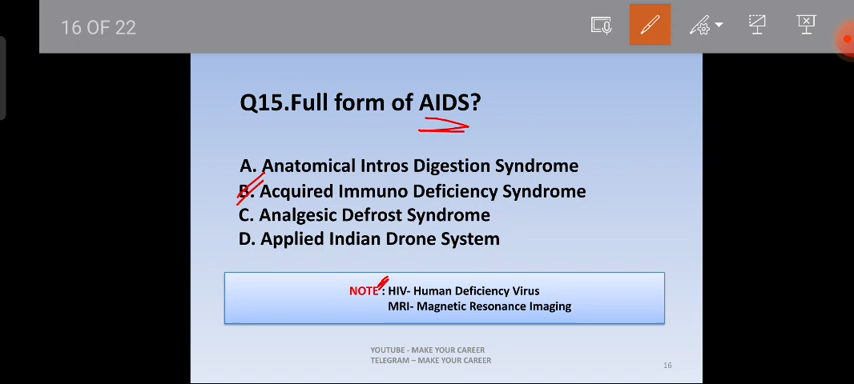 16 OF 22
Q15.Full form of AIDS?
A. Anatomical Intros Digestion Syndrome
B. Acquired Immuno Deficiency Syndrome
C. Analgesic Defrost Syndrome
D. Applied Indian Drone System
NOTE : HIV- Human Deficiency Virus
MRI- Magnetic Resonance Imaging
YOUTUBE - MAKE YOUR CAREER
TELEGRAM – MAKE YOUR CAREER
16